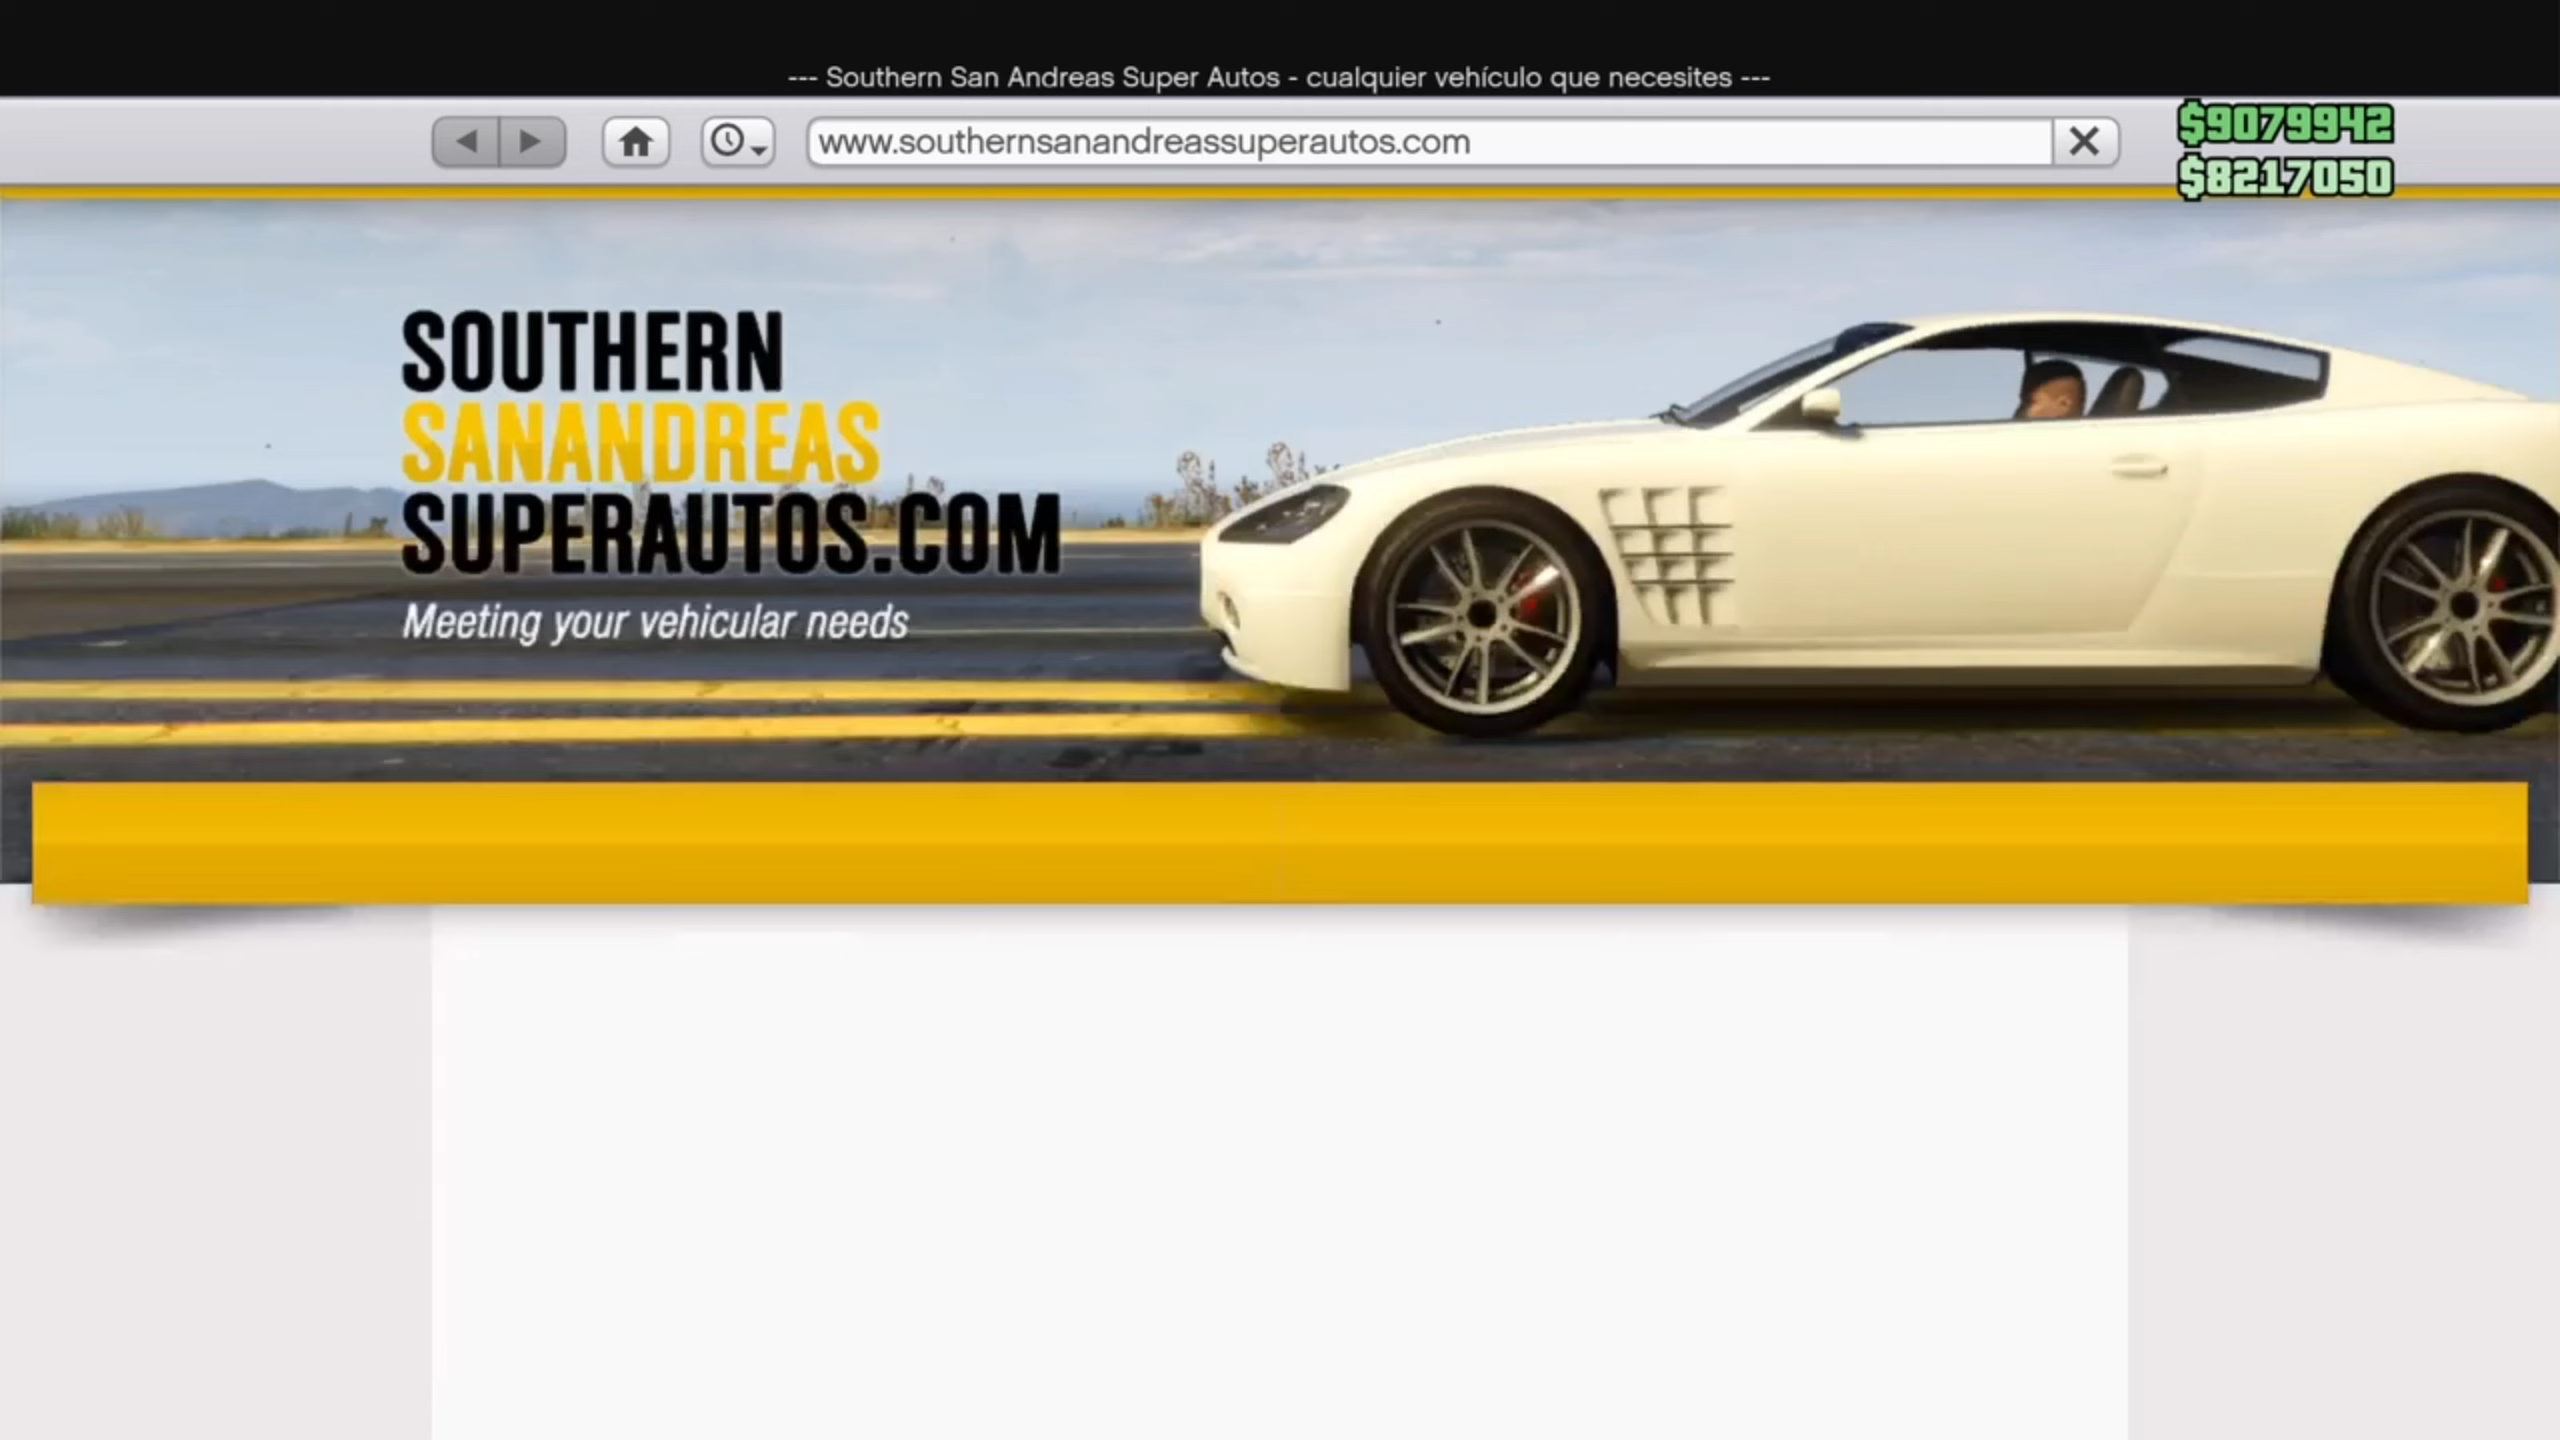 --- Southern San Andreas Super Autos - cualquier vehículo que necesites ---
www.southernsanandreassuperautos.com
$9079942
$8217050
SOUTHERN
SANANDREAS
SUPERAUTOS.COM
Meeting your vehicular needs